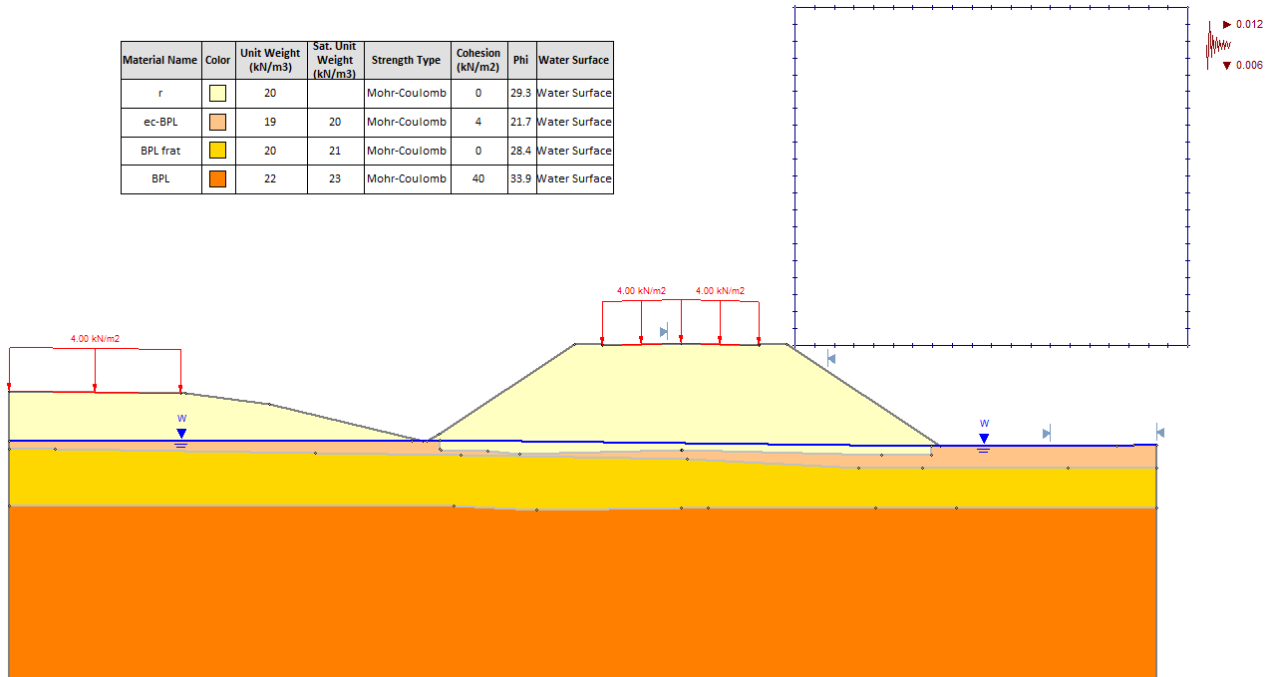 Material Name Color Unit Weight (kN/m3) Sat. Unit Weight (kN/m3) Strength Type Cohesion (kN/m2) Phi Water Surface
r 20 Mohr-Coulomb 0 29.3 Water Surface
ec-BPL 19 20 Mohr-Coulomb 4 21.7 Water Surface
BPL frat 20 21 Mohr-Coulomb 0 28.4 Water Surface
BPL 22 23 Mohr-Coulomb 40 33.9 Water Surface
0.012
0.006
4.00 kN/m2 4.00 kN/m2
4.00 kN/m2
W
W